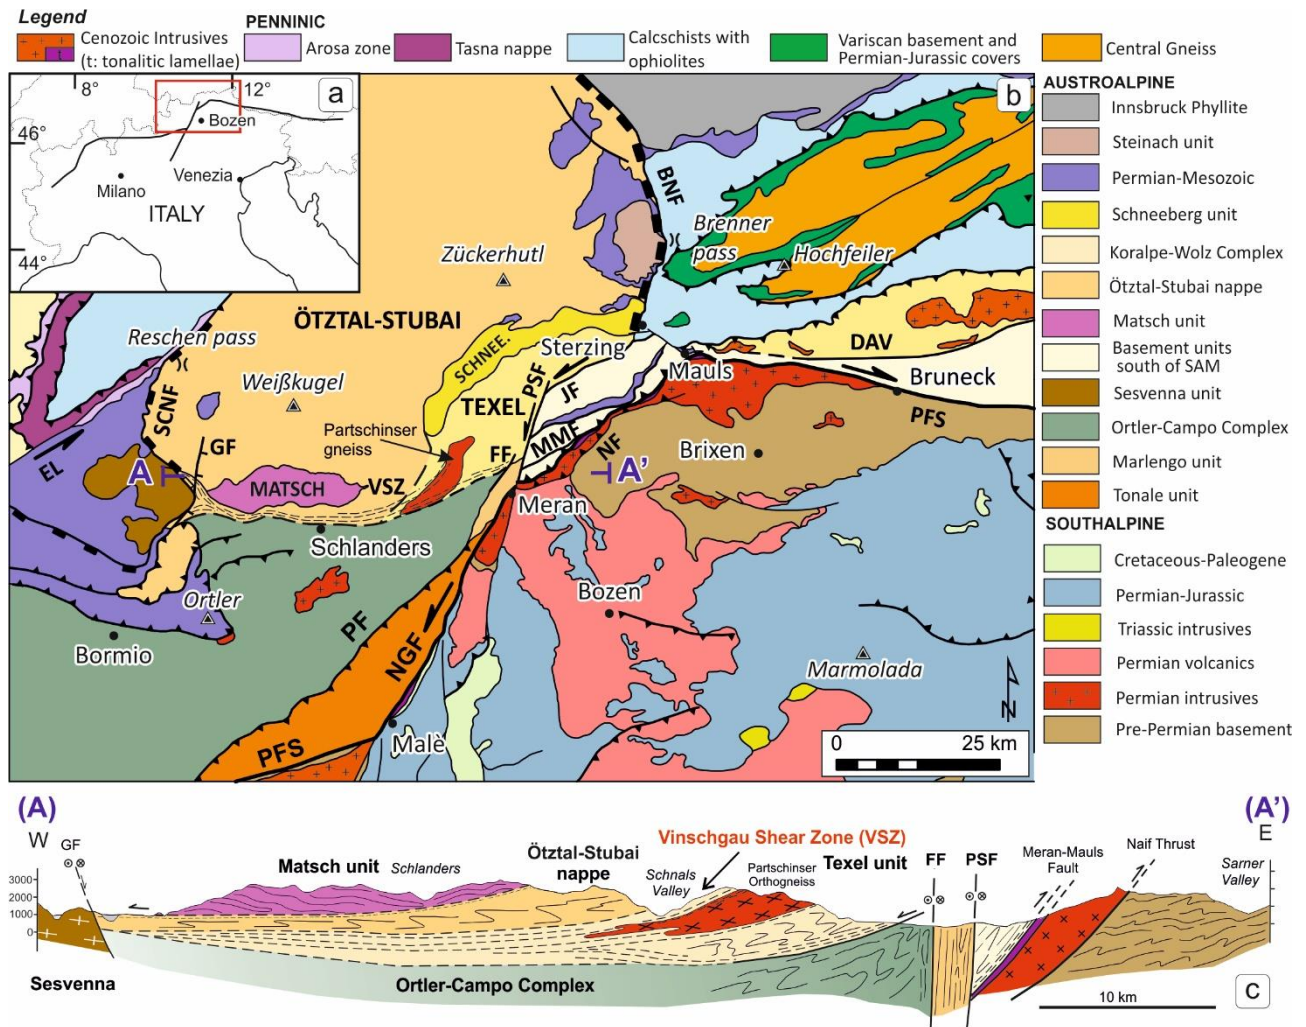 Legend
PENNINIC
Cenozoic Intrusives
(t: tonalitic lamellae)
t
Arosa zone
Tasna nappe
Calcschists with
ophiolites
Variscan basement and
Permian-Jurassic covers
Central Gneiss
AUSTROALPINE
Innsbruck Phyllite
Steinach unit
Permian-Mesozoic
Schneeberg unit
Koralpe-Wolz Complex
Ötztal-Stubai nappe
Matsch unit
Basement units
south of SAM
Sesvenna unit
Ortler-Campo Complex
Marlengo unit
Tonale unit
SOUTHALPINE
Cretaceous-Paleogene
Permian-Jurassic
Triassic intrusives
Permian volcanics
Permian intrusives
Pre-Permian basement
a
8°
12°
46°
44°
Bozen
Milano
Venezia
ITALY
b
BNF
Brenner
pass
Hochfeiler
Zückerhutl
ÖTZTAL-STUBAI
Reschen pass
Weißkugel
SCHNEE.
Sterzing
PSF
JF
Mauls
DAV
Bruneck
PFS
TEXEL
Partschinser
gneiss
SCNF
GF
EL
A
MATSCH
VSZ
FF
MMF
NF
A’
Brixen
Meran
Schlanders
Ortler
Bormio
PF
NGF
Bozen
Marmolada
PFS
Malè
N
0
25 km
(A)
(A’)
W
E
GF
3000
2000
1000
0
Matsch unit
Schlanders
Ötztal-Stubai
nappe
Vinschgau Shear Zone (VSZ)
Schnals
Valley
Partschinser
Orthogneiss
Texel unit
FF
PSF
Meran-Mauls
Fault
Naif Thrust
Sarner
Valley
Sesvenna
Ortler-Campo Complex
10 km
c